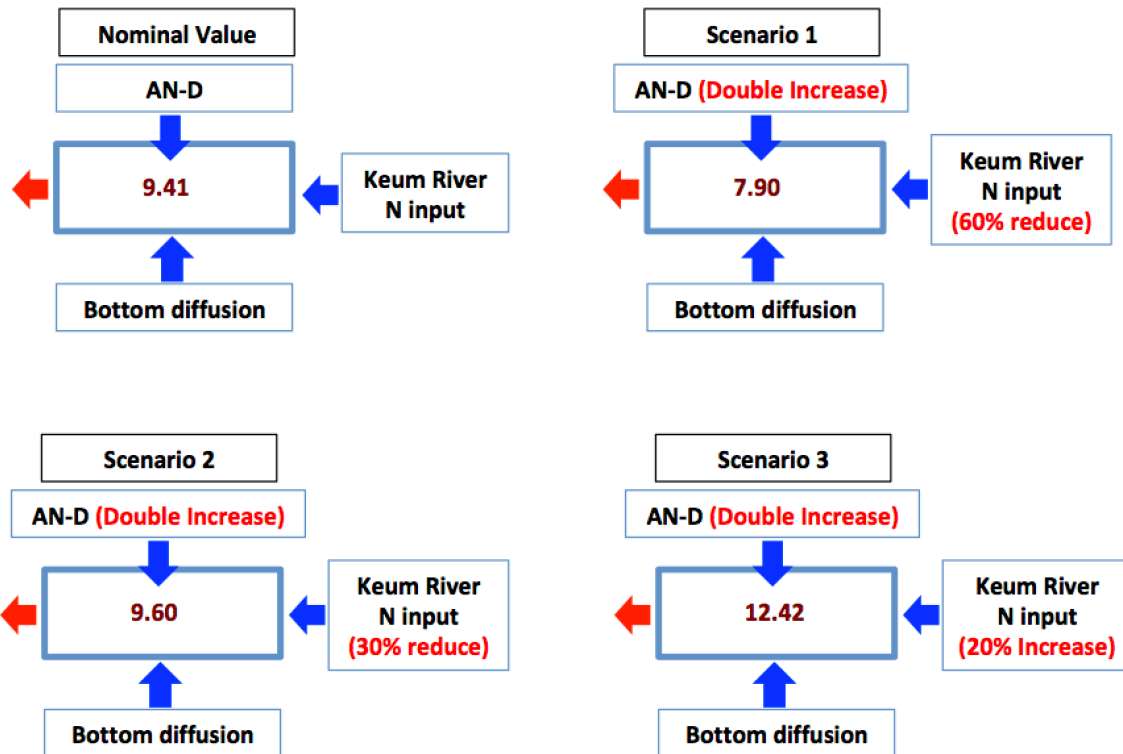 Nominal Value
AN-D
9.41
Keum River
N input
Bottom diffusion
Scenario 1
AN-D (Double Increase)
7.90
Keum River
N input
(60% reduce)
Bottom diffusion
Scenario 2
AN-D (Double Increase)
9.60
Keum River
N input
(30% reduce)
Bottom diffusion
Scenario 3
AN-D (Double Increase)
12.42
Keum River
N input
(20% Increase)
Bottom diffusion